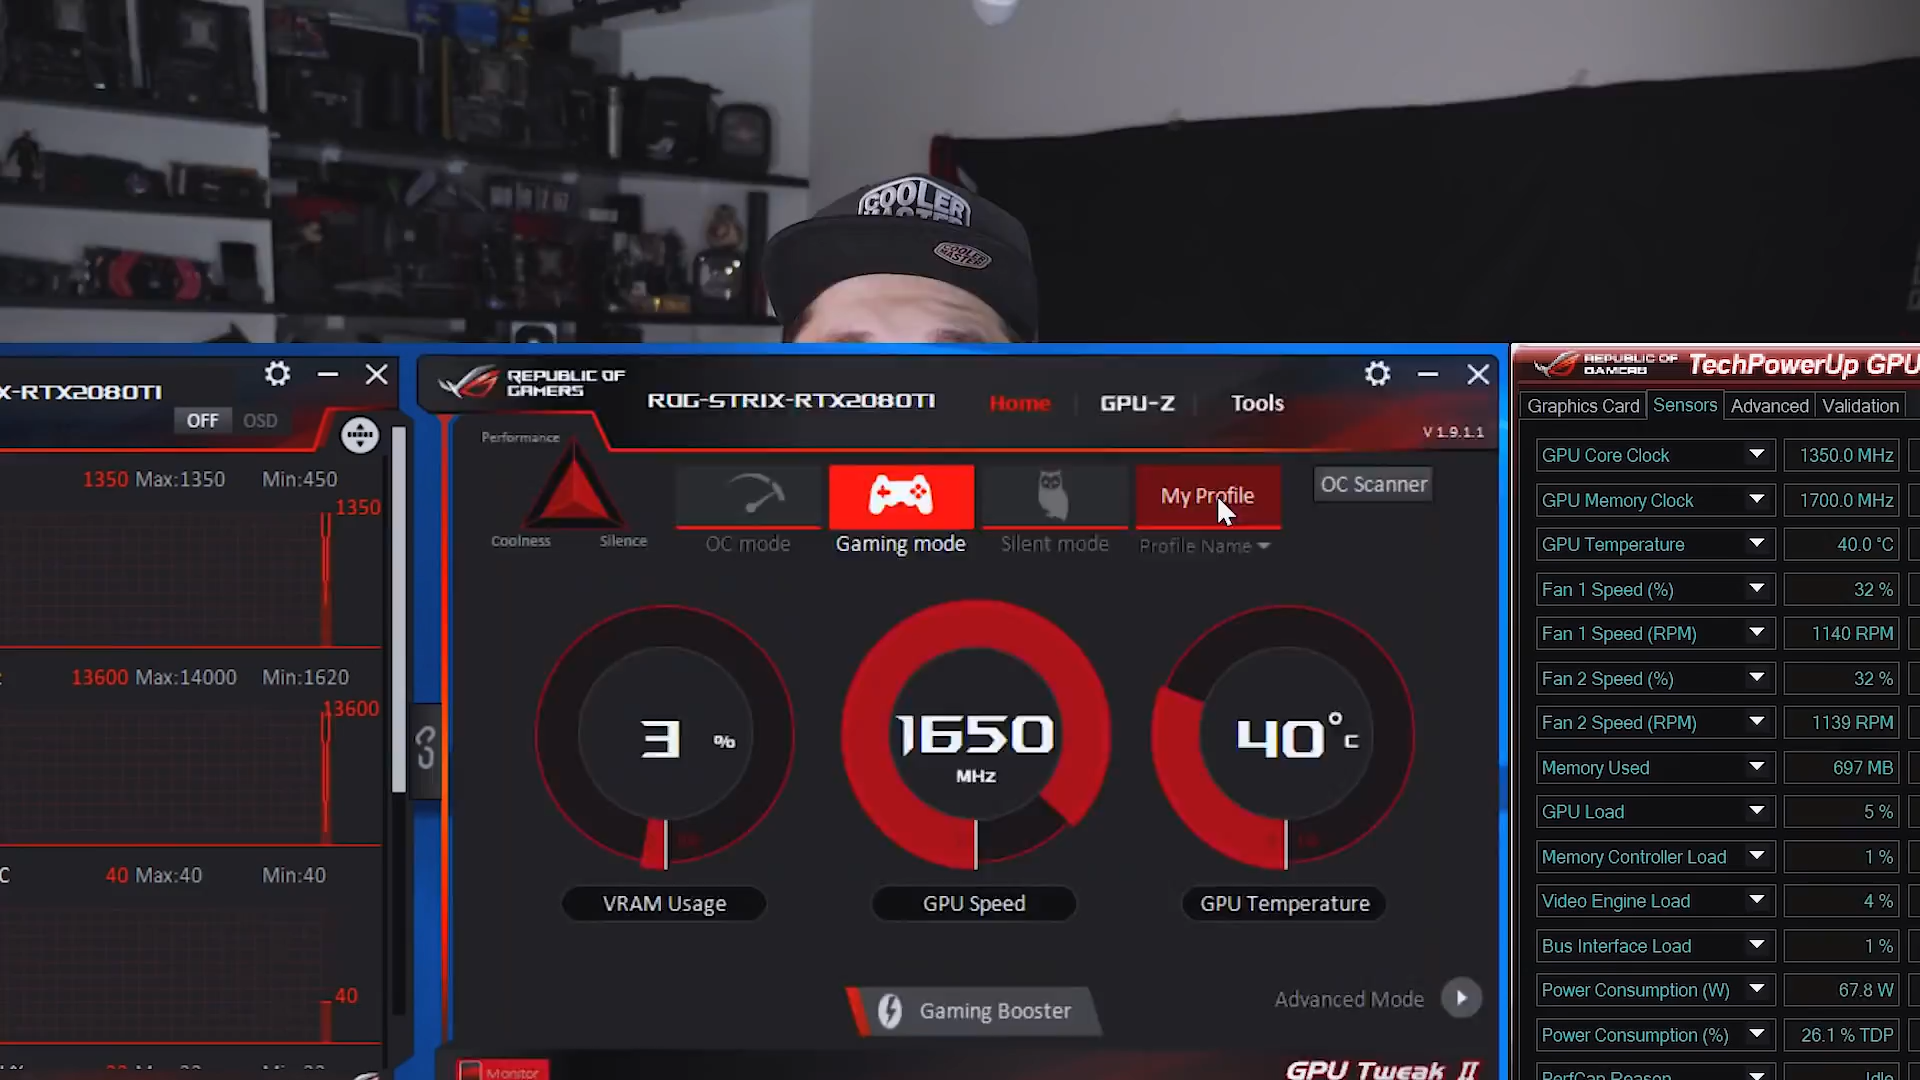 COOLER
MASTER
COOLER
MASTER
X-RTX2080TI
OFF OSD
1350 Max:1350 Min:450
1350
13600 Max:14000 Min:1620
13600
C 40 Max:40 Min:40
40
REPUBLIC OF
GAMERS
ROG-STRIX-RTX2080TI
Home GPU-Z Tools
V 1.9.1.1
Performance
Coolness Silence
OC mode
Gaming mode
Silent mode
My Profile
Profile Name
OC Scanner
3 %
VRAM Usage
1650
MHz
GPU Speed
40°C
GPU Temperature
Gaming Booster
Advanced Mode
Monitor
GPU Tweak II
REPUBLIC OF
GAMERS
TechPowerUp GPU
Graphics Card Sensors Advanced Validation
GPU Core Clock 1350.0 MHz
GPU Memory Clock 1700.0 MHz
GPU Temperature 40.0 °C
Fan 1 Speed (%) 32 %
Fan 1 Speed (RPM) 1140 RPM
Fan 2 Speed (%) 32 %
Fan 2 Speed (RPM) 1139 RPM
Memory Used 697 MB
GPU Load 5 %
Memory Controller Load 1 %
Video Engine Load 4 %
Bus Interface Load 1 %
Power Consumption (W) 67.8 W
Power Consumption (%) 26.1 % TDP
PerfCap Reason Idle